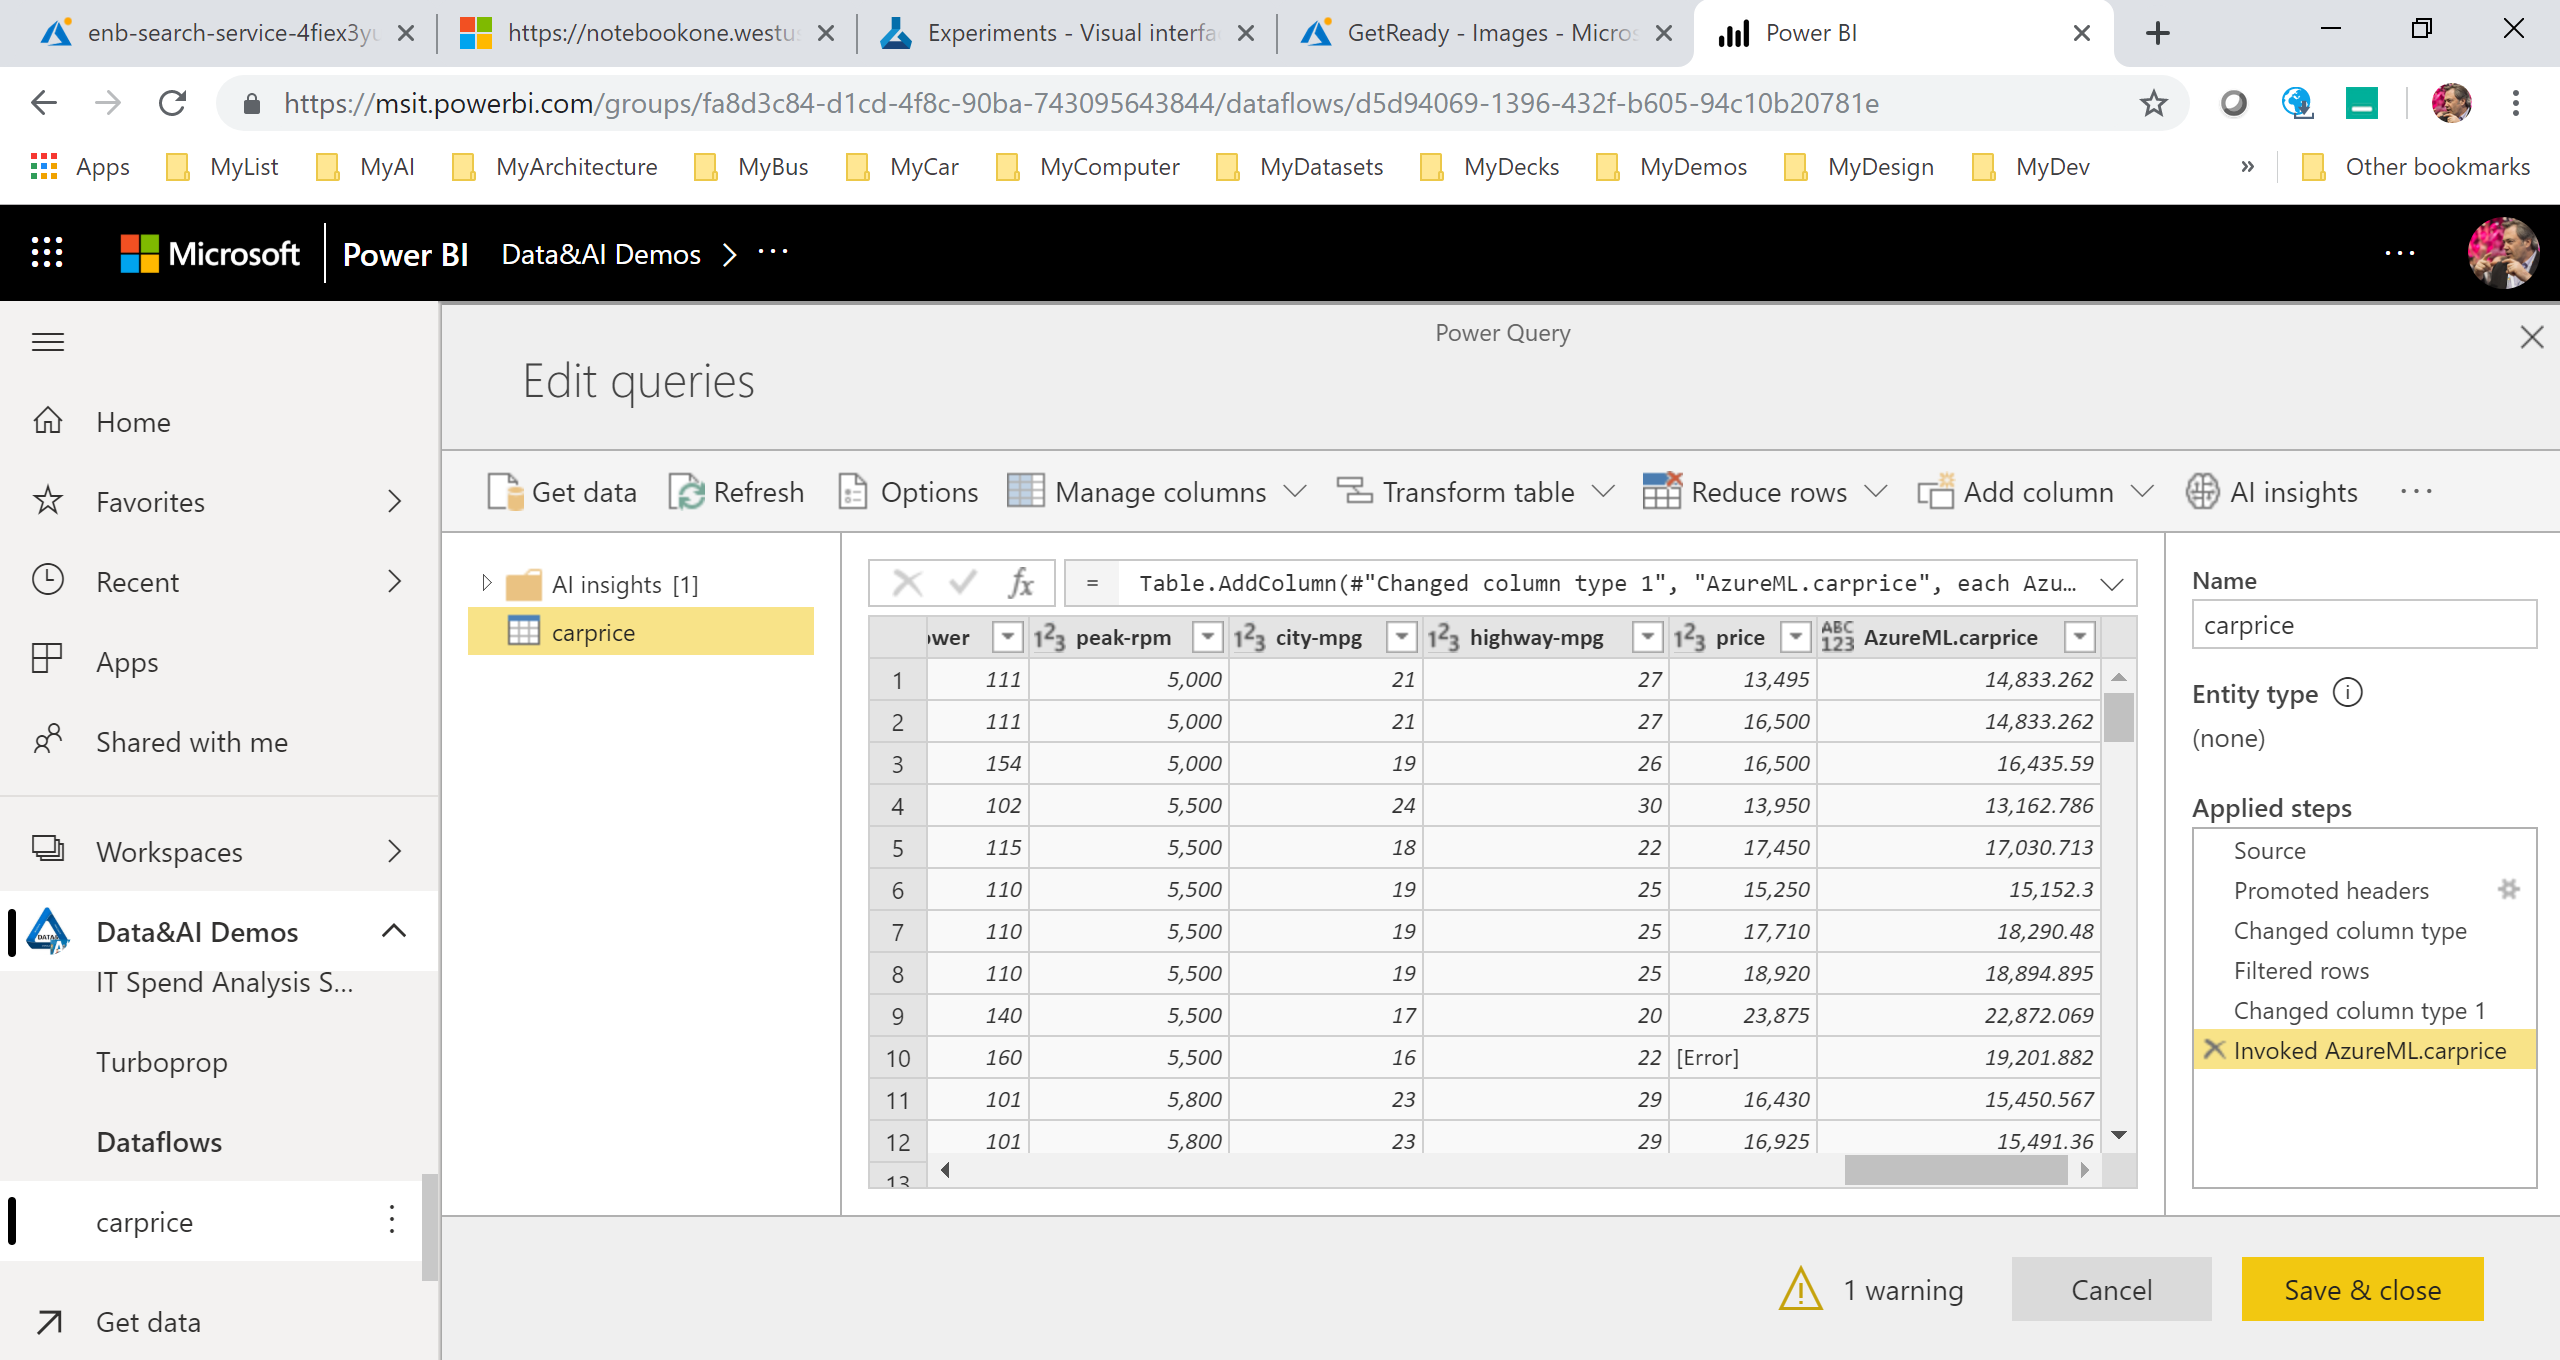 enb-search-service-4fiex3yu
https://notebookone.westus
Experiments - Visual interfa
GetReady - Images - Micros
Power BI
https://msit.powerbi.com/groups/fa8d3c84-d1cd-4f8c-90ba-743095643844/dataflows/d5d94069-1396-432f-b605-94c10b20781e
Apps MyList MyAI MyArchitecture MyBus MyCar MyComputer MyDatasets MyDecks MyDemos MyDesign MyDev » Other bookmarks
Microsoft Power BI Data&AI Demos > ...
Power Query
Edit queries
Home
Favorites
Recent
Apps
Shared with me
Workspaces
Data&AI Demos
IT Spend Analysis S...
Turboprop
Dataflows
carprice
Get data
Get data Refresh Options Manage columns Transform table Reduce rows Add column AI insights ...
AI insights [1]
carprice
fx = Table.AddColumn(#"Changed column type 1", "AzureML.carprice", each Azu...
ower 123 peak-rpm 123 city-mpg 123 highway-mpg 123 price ABC 123 AzureML.carprice
1 111 5,000 21 27 13,495 14,833.262
2 111 5,000 21 27 16,500 14,833.262
3 154 5,000 19 26 16,500 16,435.59
4 102 5,500 24 30 13,950 13,162.786
5 115 5,500 18 22 17,450 17,030.713
6 110 5,500 19 25 15,250 15,152.3
7 110 5,500 19 25 17,710 18,290.48
8 110 5,500 19 25 18,920 18,894.895
9 140 5,500 17 20 23,875 22,872.069
10 160 5,500 16 22 [Error] 19,201.882
11 101 5,800 23 29 16,430 15,450.567
12 101 5,800 23 29 16,925 15,491.36
13
Name
carprice
Entity type
(none)
Applied steps
Source
Promoted headers
Changed column type
Filtered rows
Changed column type 1
Invoked AzureML.carprice
1 warning
Cancel
Save & close